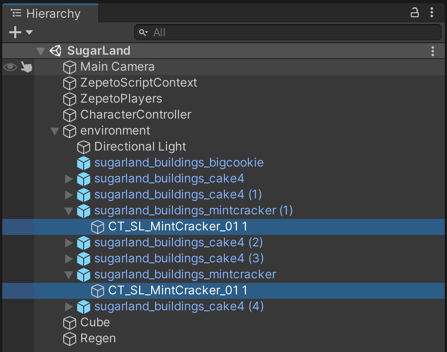 Hierarchy
All
SugarLand
Main Camera
ZepetoScriptContext
ZepetoPlayers
CharacterController
environment
Directional Light
sugarland_buildings_bigcookie
sugarland_buildings_cake4
sugarland_buildings_cake4 (1)
sugarland_buildings_mintcracker (1)
CT_SL_MintCracker_01 1
sugarland_buildings_cake4 (2)
sugarland_buildings_cake4 (3)
sugarland_buildings_mintcracker
CT_SL_MintCracker_01 1
sugarland_buildings_cake4 (4)
Cube
Regen